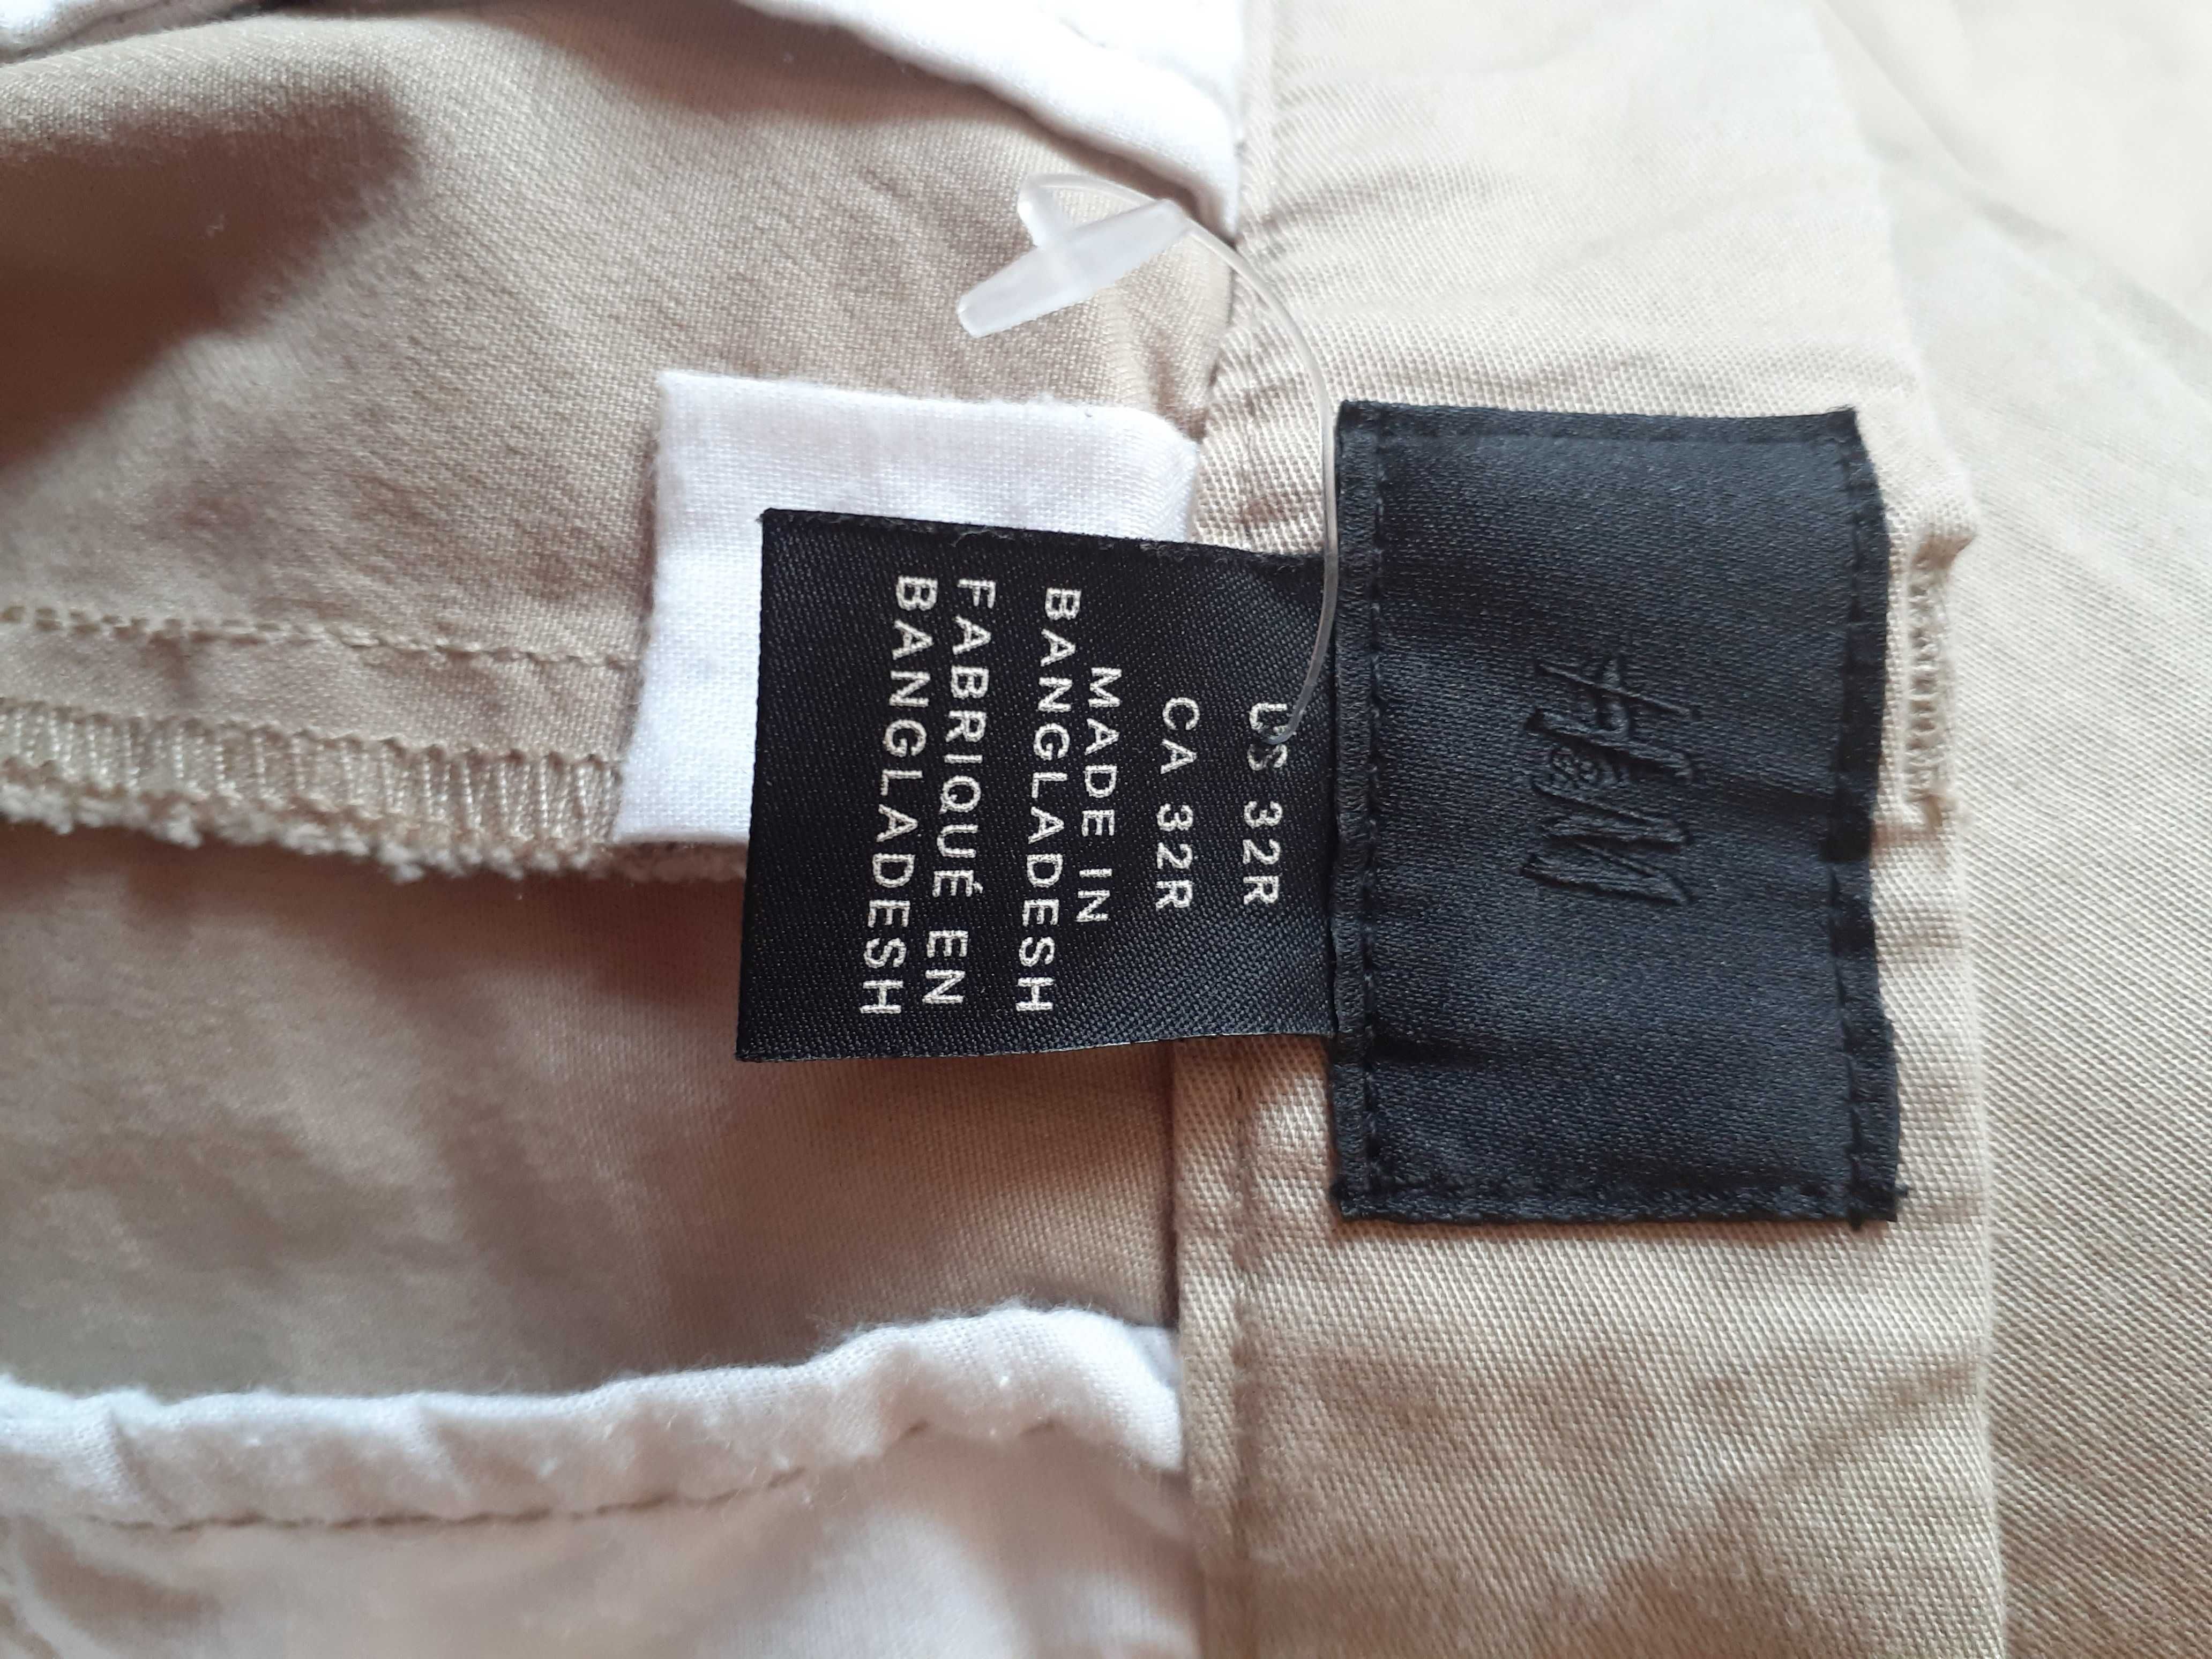 H&M
US 32R
CA 32R
MADE IN
BANGLADESH
FABRIQUÉ EN
BANGLADESH